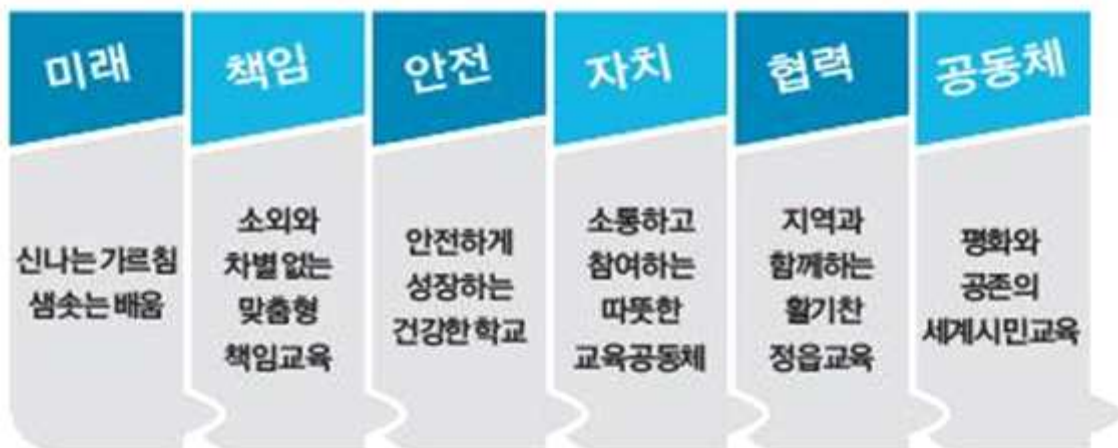 미래
신나는 가르침
샘솟는 배움
책임
소외와
차별 없는
맞춤형
책임교육
안전
안전하게
성장하는
건강한 학교
자치
소통하고
참여하는
따뜻한
교육공동체
협력
지역과
함께하는
활기찬
정읍교육
공동체
평화와
공존의
세계시민교육